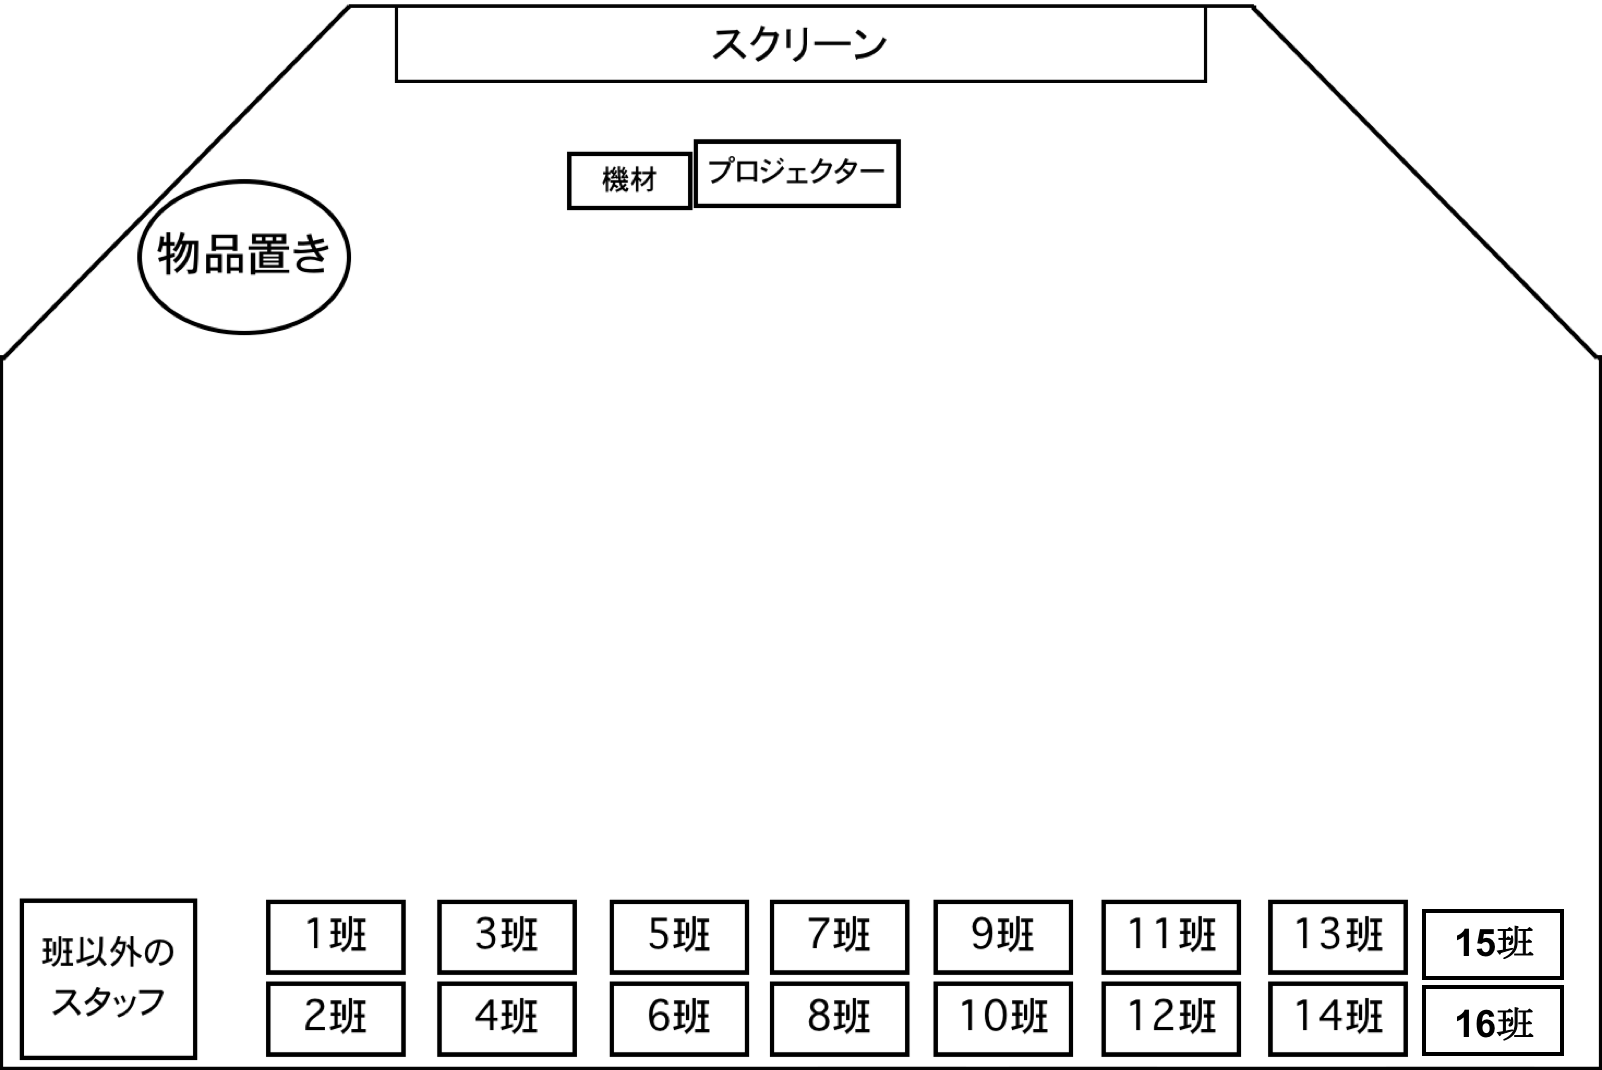 スクリーン
機材
プロジェクター
物品置き
班以外の
スタッフ
1班
3班
5班
7班
9班
11班
13班
15班
2班
4班
6班
8班
10班
12班
14班
16班